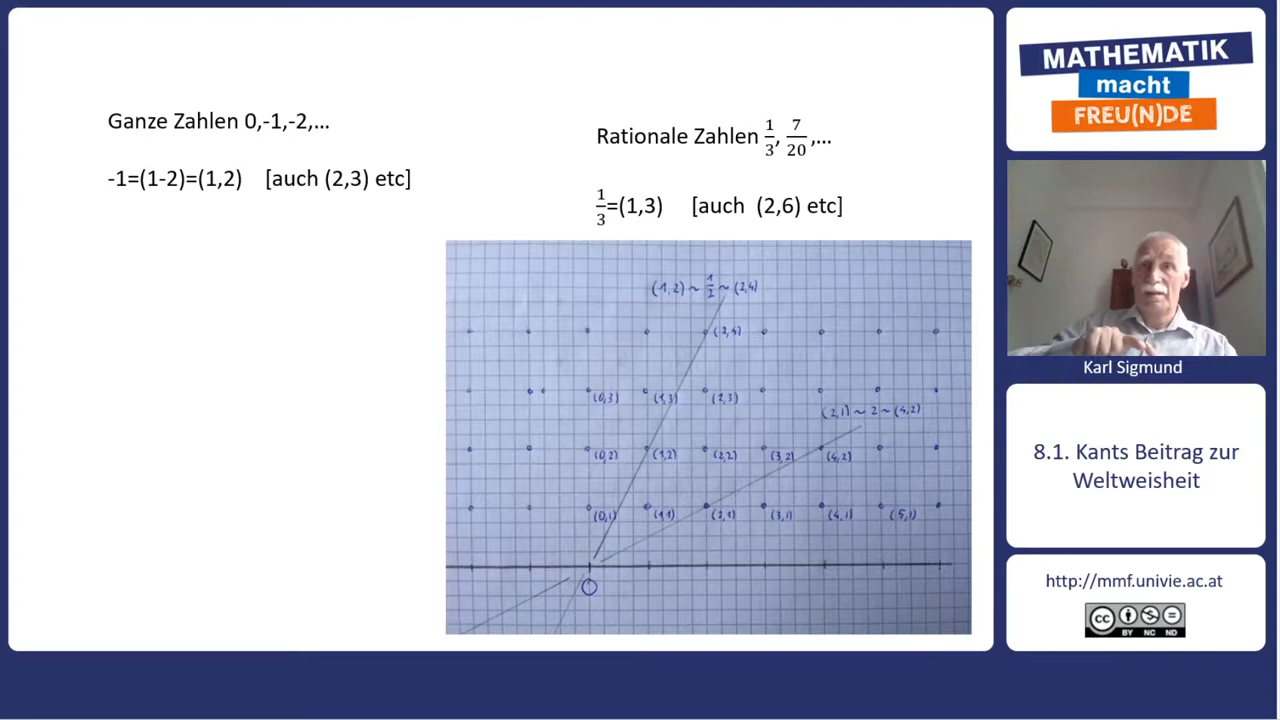 Ganze Zahlen 0,-1,-2,...
-1=(1-2)=(1,2) [auch (2,3) etc]
Rationale Zahlen 1/3, 7/20,...
1/3=(1,3) [auch (2,6) etc]
(1,2) ~ 1/2 ~ (2,4)
(2,4)
(0,3) (1,3) (2,3)
(2,1) ~ 2 ~ (4,2)
(0,2) (1,2) (2,2) (3,2) (4,2)
(0,1) (1,1) (2,1) (3,1) (4,1) (5,1)
0
MATHEMATIK
macht
FREU(N)DE
Karl Sigmund
8.1. Kants Beitrag zur
Weltweisheit
http://mmf.univie.ac.at
cc
BY NC ND